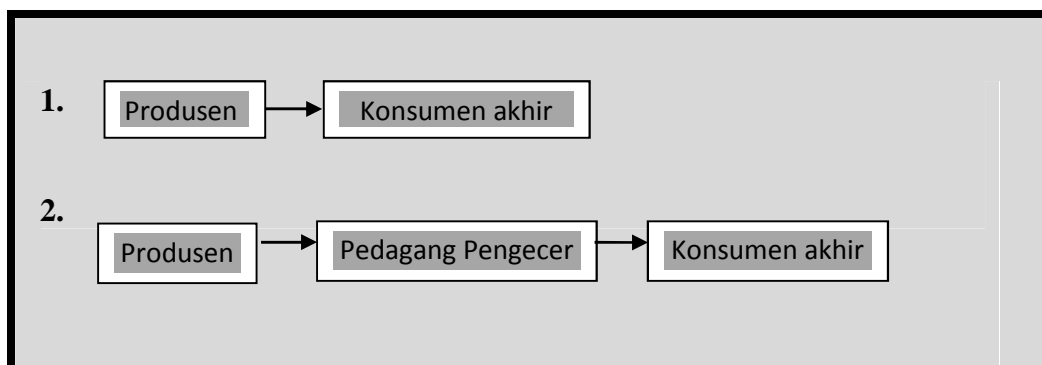 1. Produsen Konsumen akhir
2.
Produsen Pedagang Pengecer Konsumen akhir